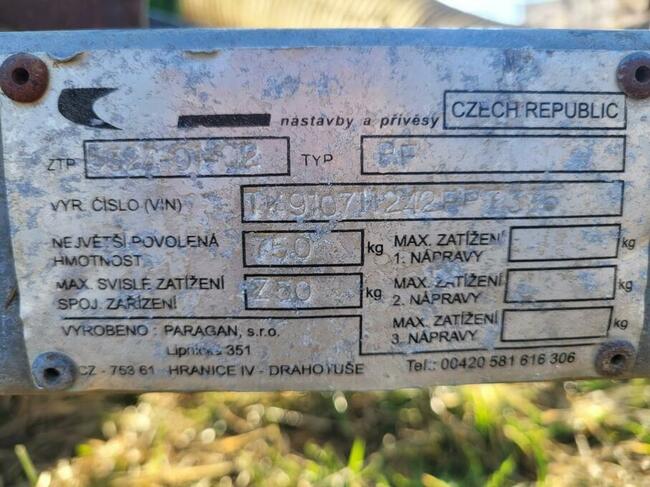 nástavby a přívěsy
CZECH REPUBLIC
ZTP
TYP
VÝR. ČÍSLO (VIN)
NEJVĚTŠÍ POVOLENÁ
HMOTNOST
750
kg
MAX. ZATÍŽENÍ
1. NÁPRAVY
kg
MAX. SVISLÉ ZATÍŽENÍ
SPOJ. ZAŘÍZENÍ
kg
MAX. ZATÍŽENÍ
2. NÁPRAVY
kg
MAX. ZATÍŽENÍ
3. NÁPRAVY
kg
VYROBENO : PARAGAN, s.r.o.
351
CZ - 753 61 HRANICE IV - DRAHOTUŠE
Tel.: 00420 581 616 306